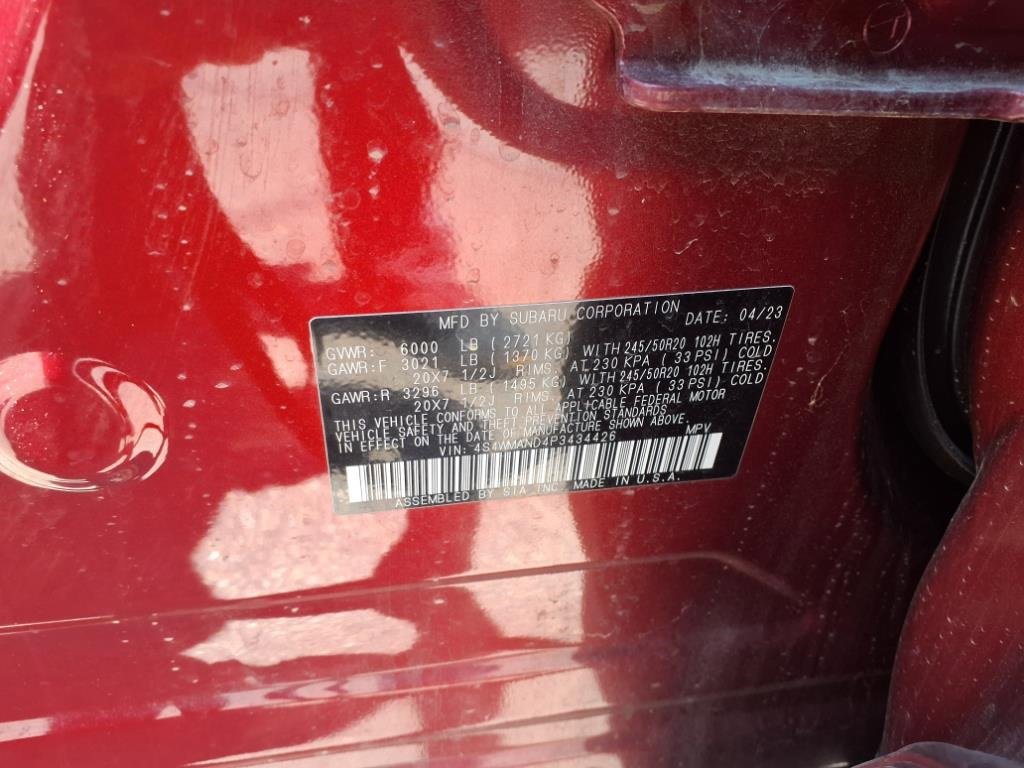 MFD BY SUBARU CORPORATION DATE: 04/23
GVWR: 6000 LB ( 2721 KG)
GAWR:F 3021 LB ( 1370 KG) WITH 245/50R20 102H TIRES.
20X7 1/2J RIMS. AT 230 KPA ( 33 PSI) COLD
GAWR:R 3296 LB ( 1495 KG) WITH 245/50R20 102H TIRES.
20X7 1/2J RIMS. AT 230 KPA ( 33 PSI) COLD
THIS VEHICLE CONFORMS TO ALL APPLICABLE FEDERAL MOTOR
VEHICLE SAFETY AND THEFT PREVENTION STANDARDS
IN EFFECT ON THE DATE OF MANUFACTURE SHOWN ABOVE.
VIN: 4S4WMAND4P3434426 MPV
ASSEMBLED BY SIA INC. MADE IN U.S.A.